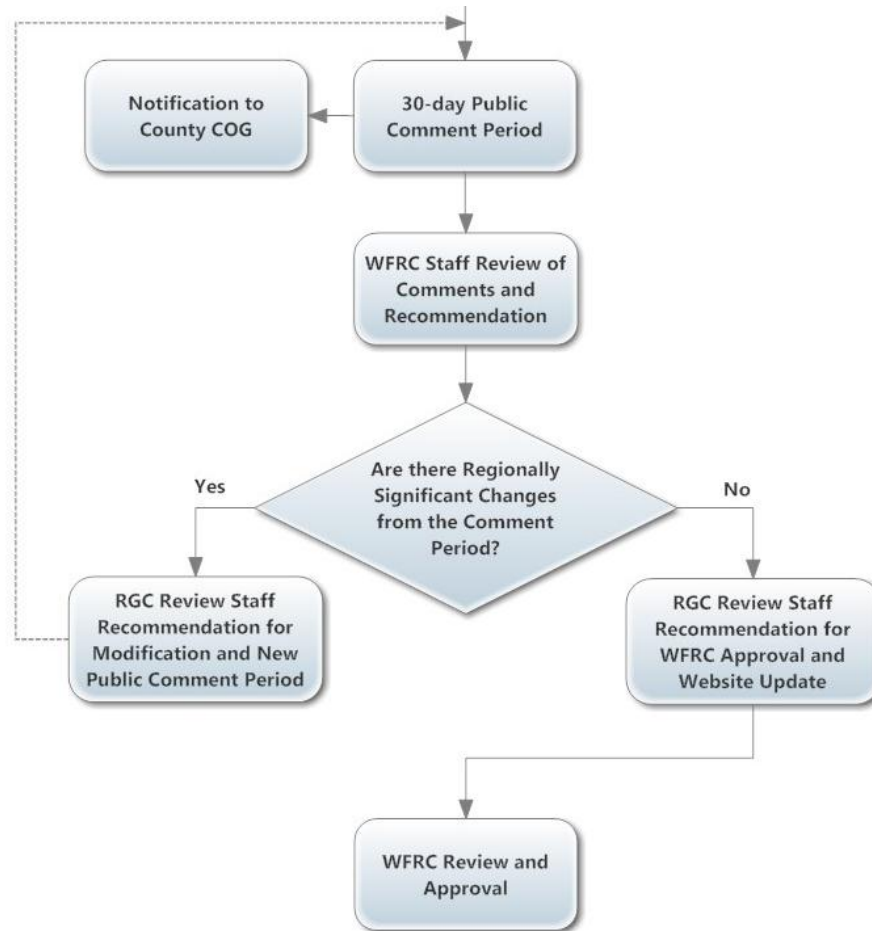 Notification to
County COG
30-day Public
Comment Period
WFRC Staff Review of
Comments and
Recommendation
Are there Regionally
Significant Changes
from the Comment
Period?
Yes
No
RGC Review Staff
Recommendation for
Modification and New
Public Comment Period
RGC Review Staff
Recommendation for
WFRC Approval and
Website Update
WFRC Review and
Approval